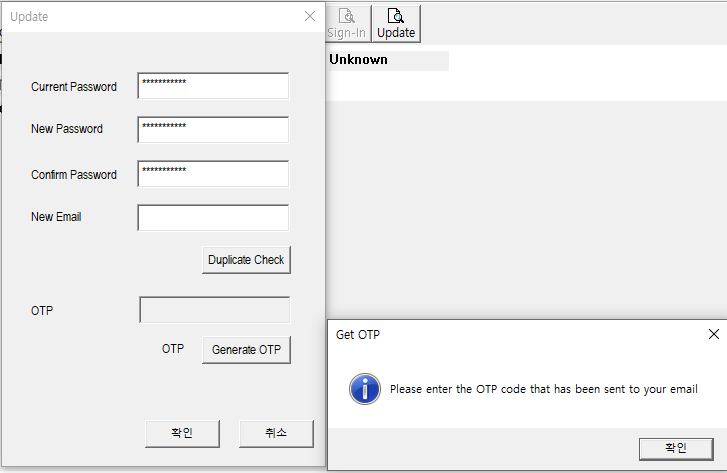 Update
Sign-In
Update
Unknown
Current Password
***********
New Password
***********
Confirm Password
***********
New Email
Duplicate Check
OTP
OTP
Generate OTP
확인
취소
Get OTP
Please enter the OTP code that has been sent to your email
확인